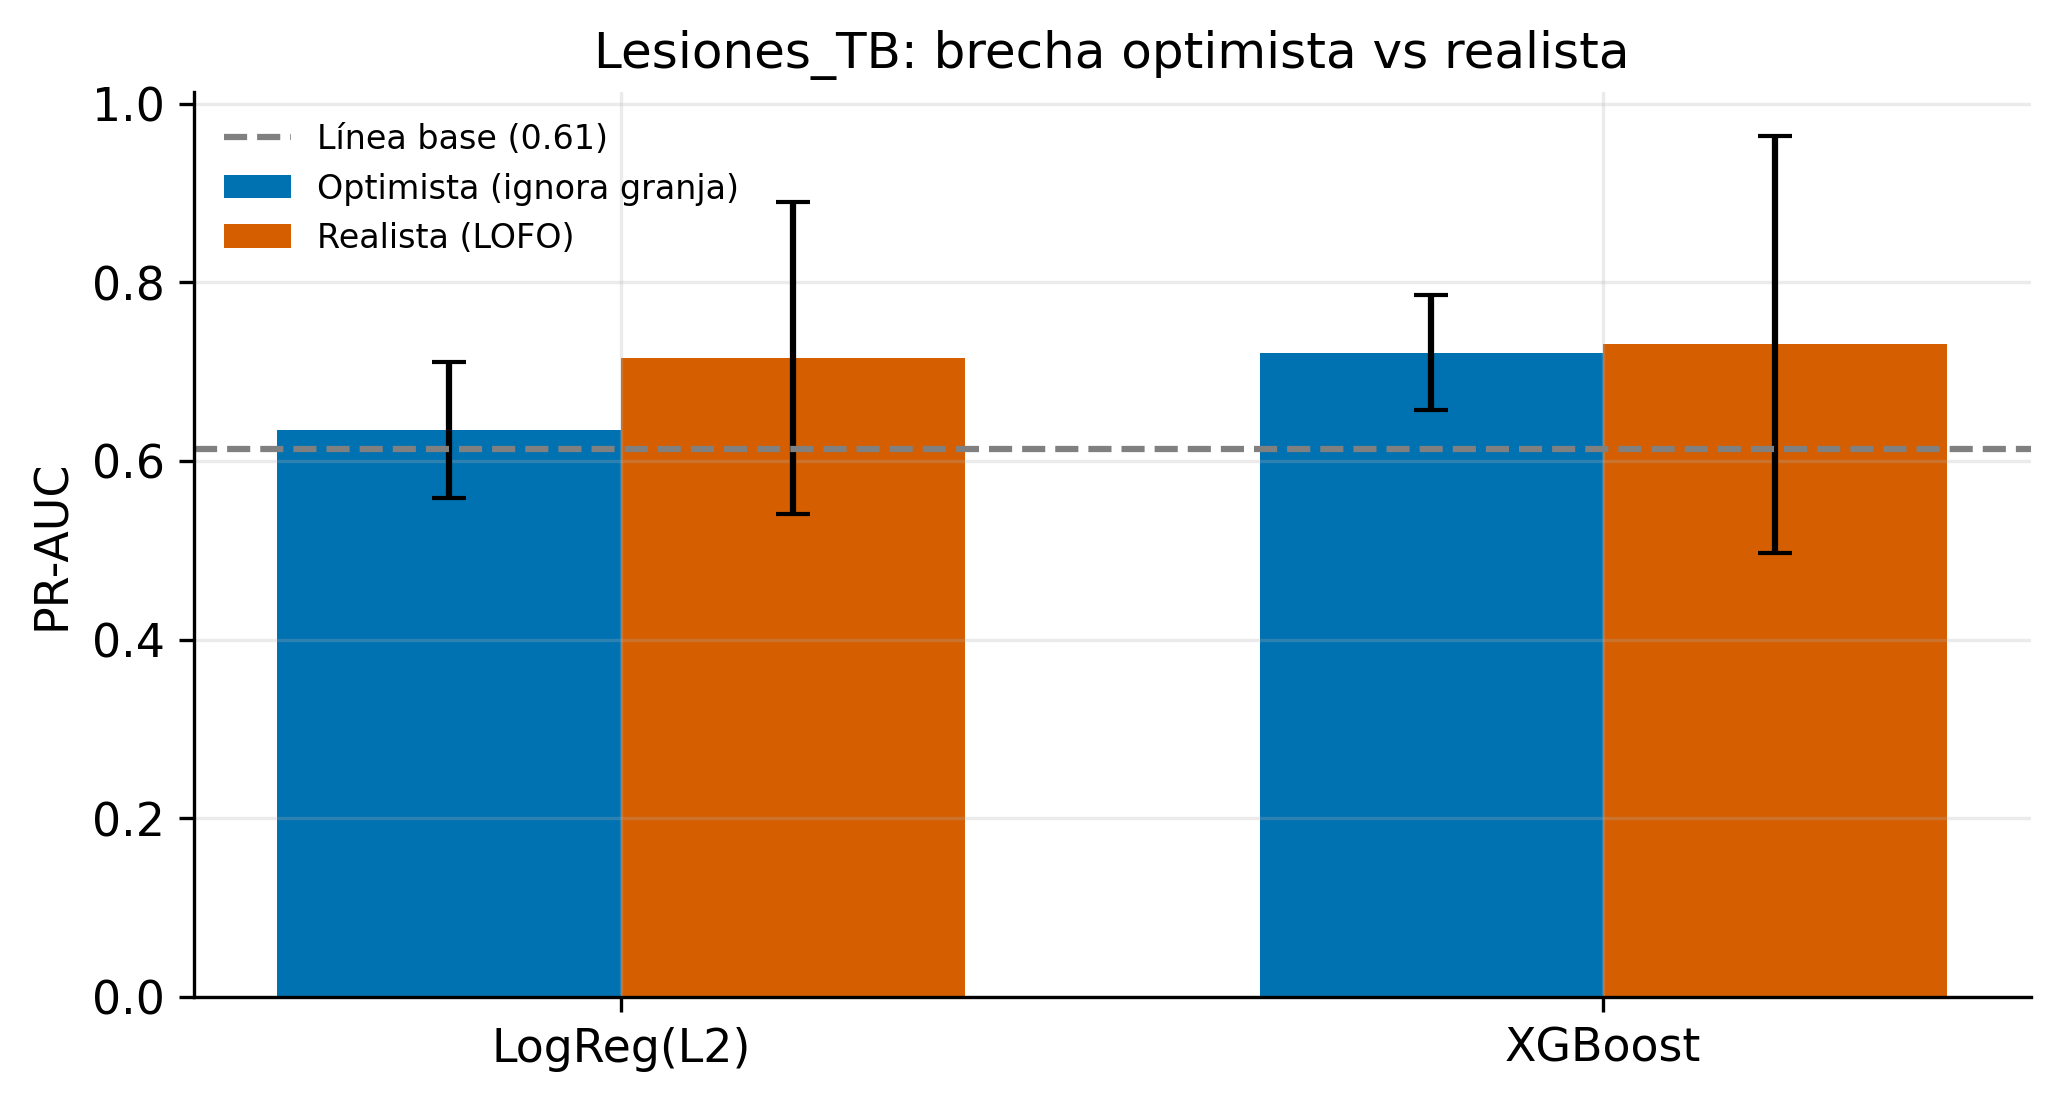 Lesiones_TB: brecha optimista vs realista
1.0
0.8
0.6
0.4
0.2
0.0
PR-AUC
Línea base (0.61)
Optimista (ignora granja)
Realista (LOFO)
LogReg(L2)
XGBoost